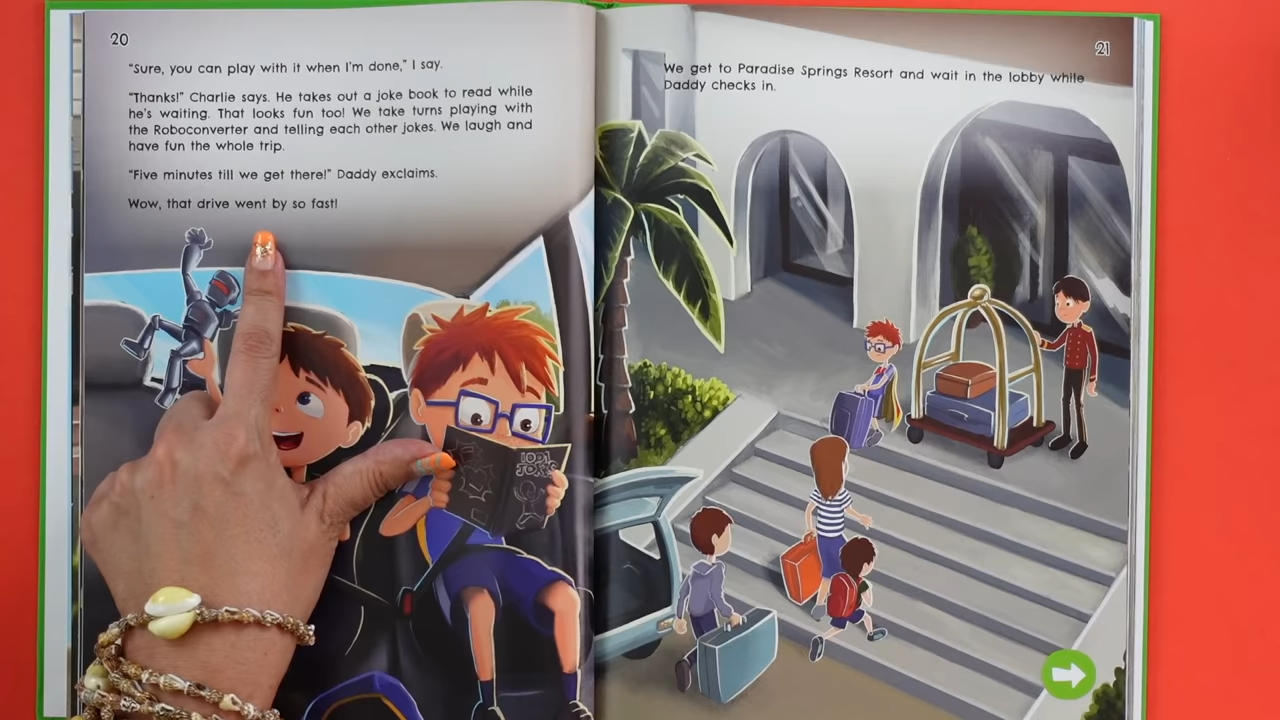 20
“Sure, you can play with it when I’m done,” I say.
“Thanks!” Charlie says. He takes out a joke book to read while
he’s waiting. That looks fun too! We take turns playing with
the Roboconverter and telling each other jokes. We laugh and
have fun the whole trip.
“Five minutes till we get there!” Daddy exclaims.
Wow, that drive went by so fast!
1001
JOKES
21
We get to Paradise Springs Resort and wait in the lobby while
Daddy checks in.